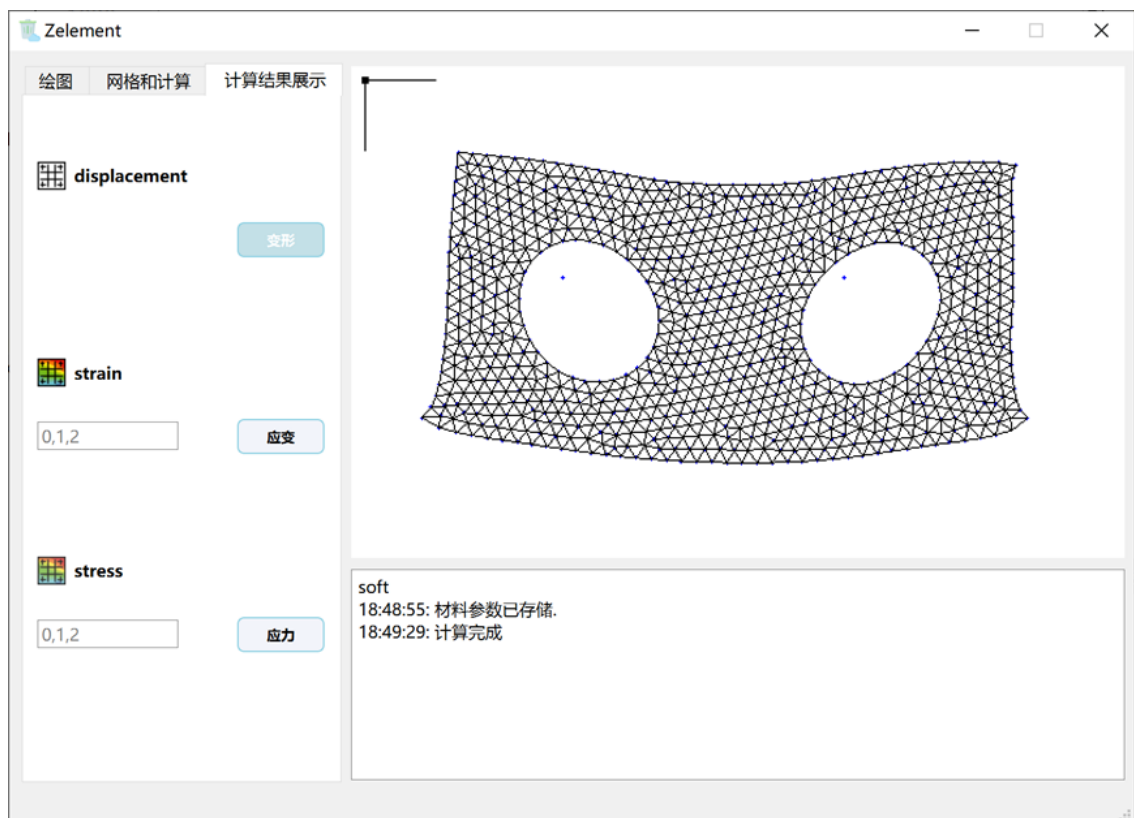 Zelement
绘图 网格和计算 计算结果展示
displacement
变形
strain
0,1,2 应变
stress
0,1,2 应力
soft
18:48:55: 材料参数已存储.
18:49:29: 计算完成